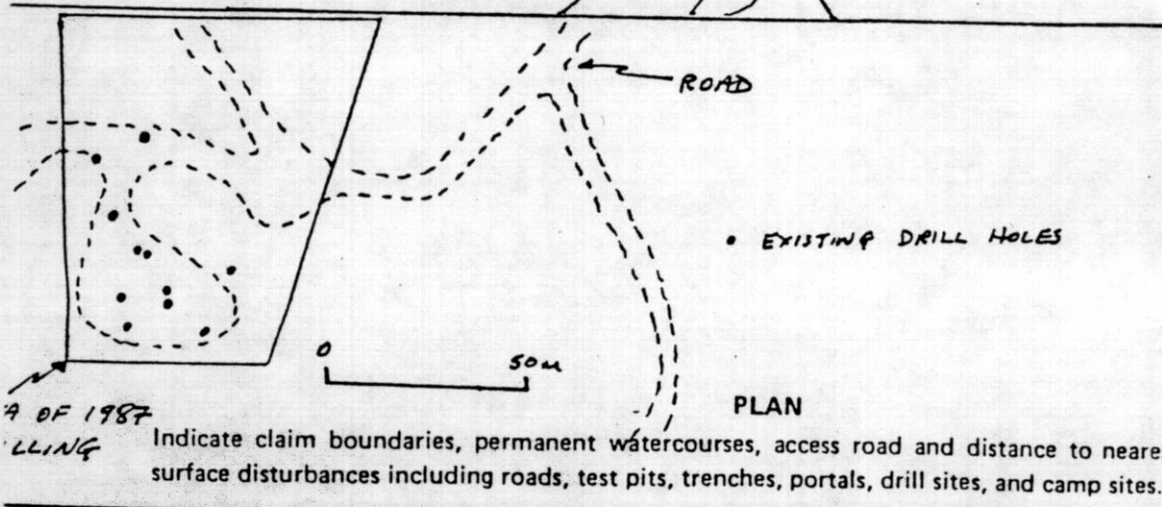 ROAD
• EXISTING DRILL HOLES
0 50m
A OF 1987
LLING
PLAN
Indicate claim boundaries, permanent watercourses, access road and distance to neare
surface disturbances including roads, test pits, trenches, portals, drill sites, and camp sites.